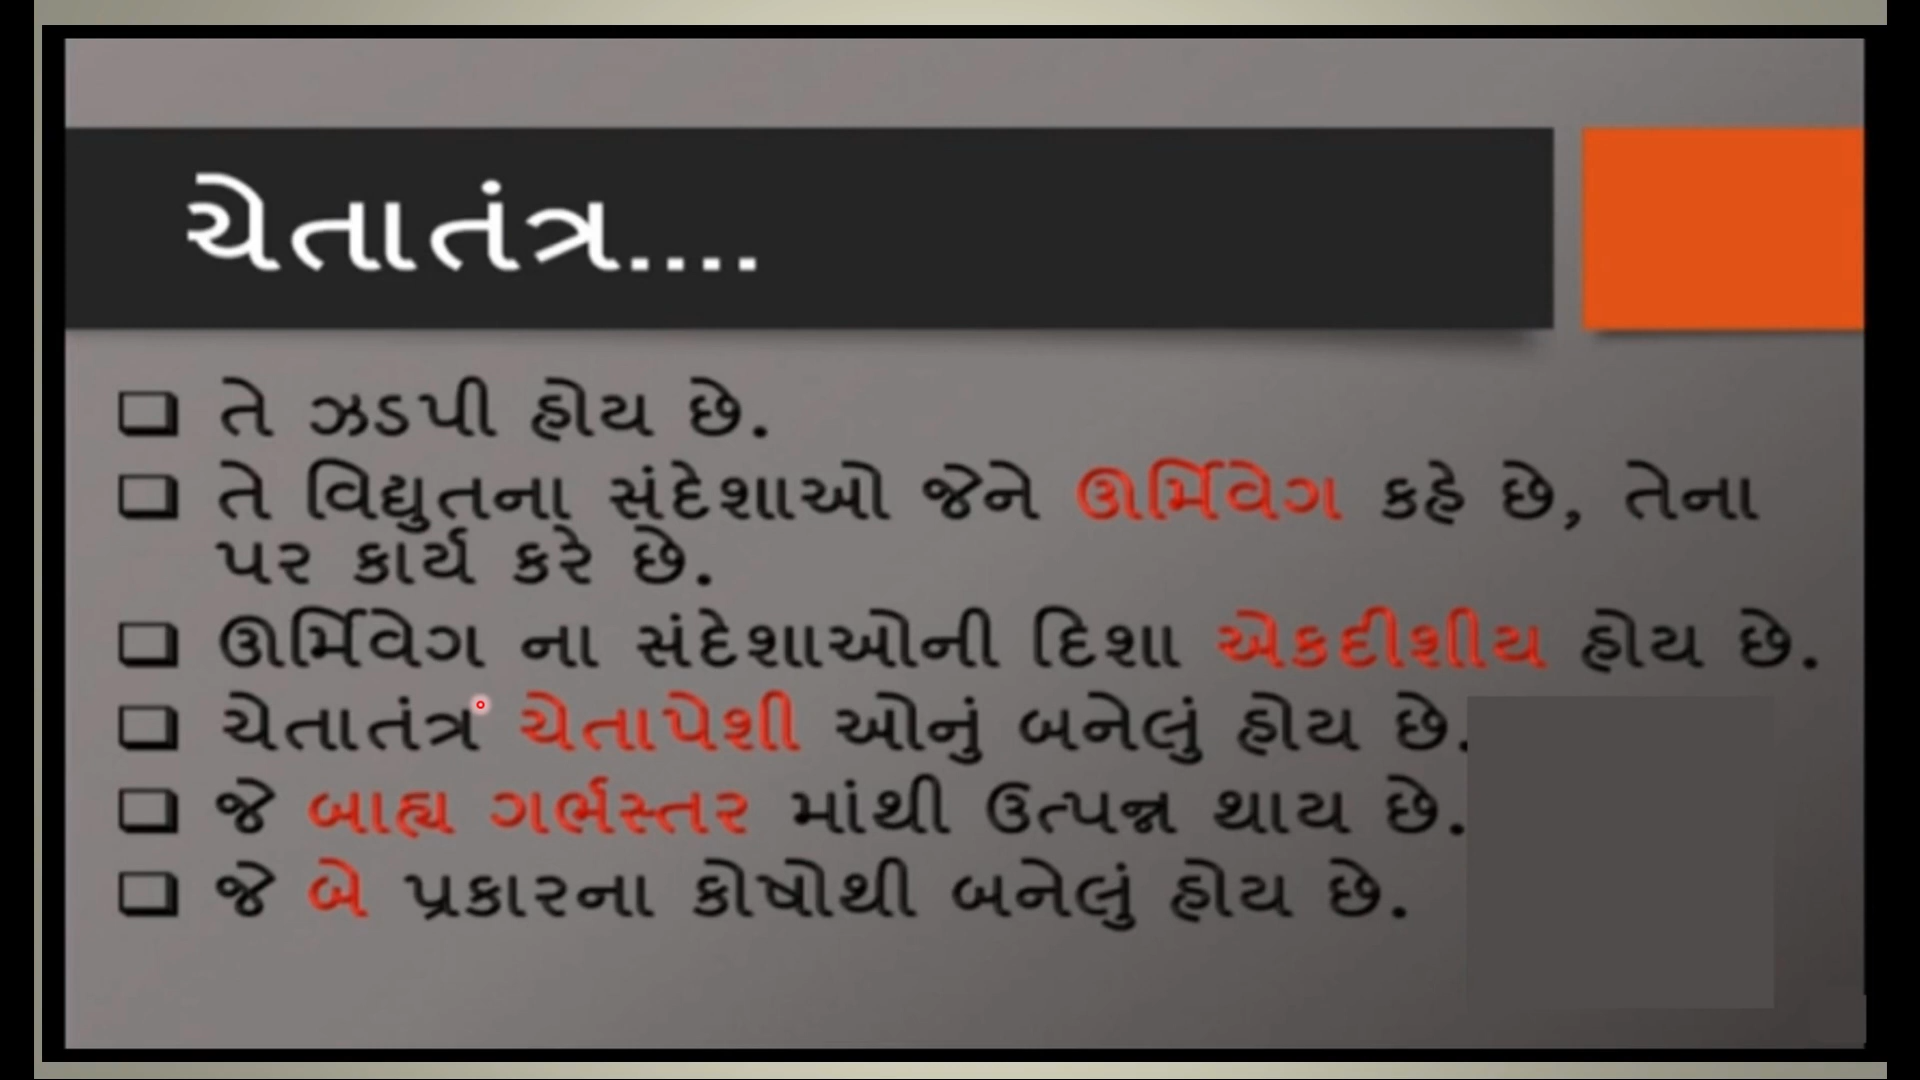 ચેતાતંત્ર....
તે ઝડપી હોય છે.
તે વિદ્યુતના સંદેશાઓ જેને ઊર્મિવેગ કહે છે, તેના
પર કાર્ય કરે છે.
ઊર્મિવેગ ના સંદેશાઓની દિશા એકદીશીય હોય છે.
ચેતાતંત્ર ચેતાપેશી ઓનું બનેલું હોય છે.
જે બાહ્ય ગર્ભસ્તર માંથી ઉત્પન્ન થાય છે.
જે બે પ્રકારના કોષોથી બનેલું હોય છે.